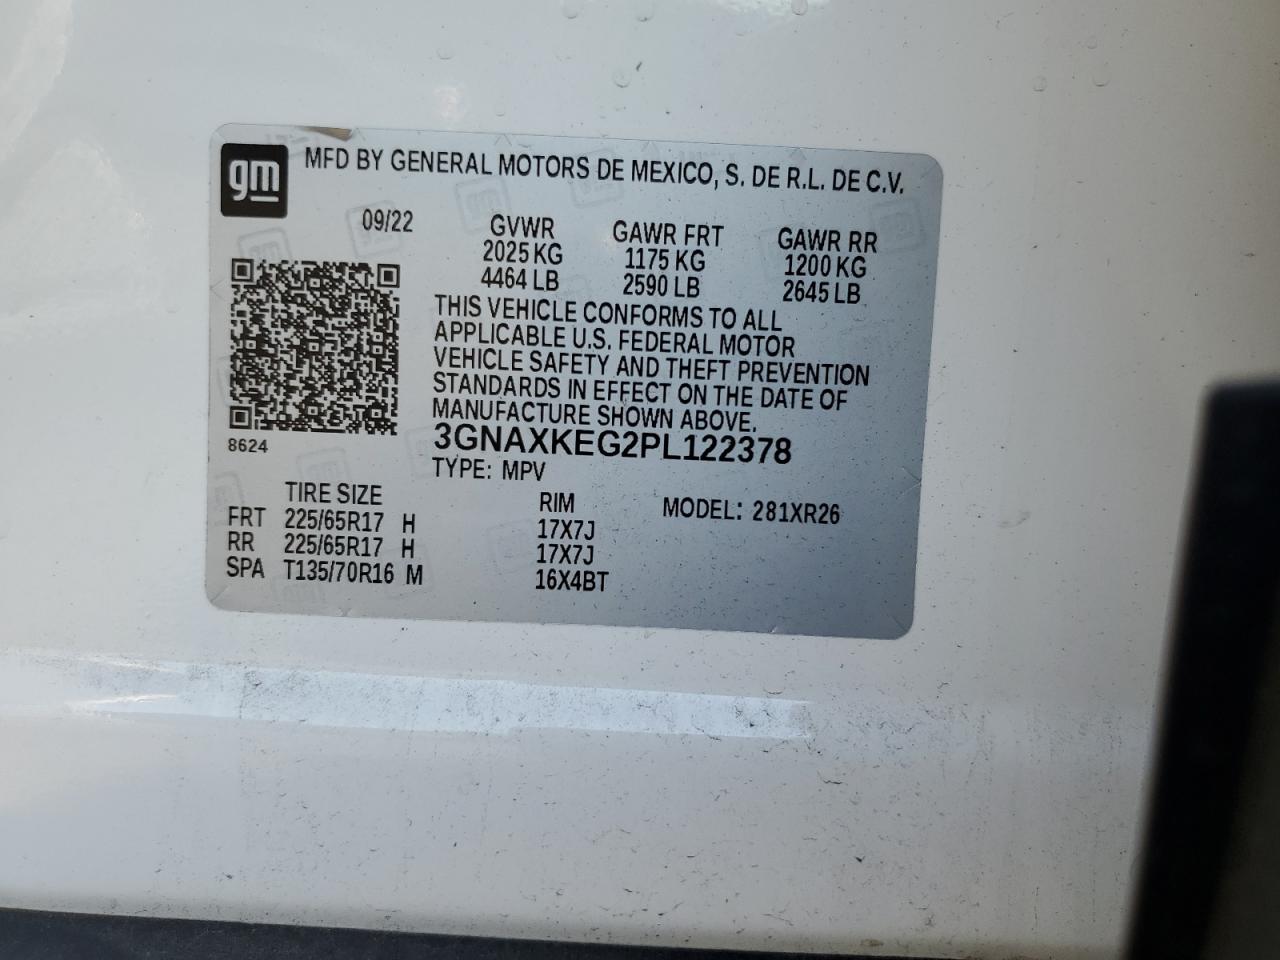 gm
MFD BY GENERAL MOTORS DE MEXICO, S. DE R.L. DE C.V.
09/22 GVWR GAWR FRT GAWR RR
2025 KG 1175 KG 1200 KG
4464 LB 2590 LB 2645 LB
THIS VEHICLE CONFORMS TO ALL
APPLICABLE U.S. FEDERAL MOTOR
VEHICLE SAFETY AND THEFT PREVENTION
STANDARDS IN EFFECT ON THE DATE OF
MANUFACTURE SHOWN ABOVE.
8624 3GNAXKEG2PL122378
TYPE: MPV
TIRE SIZE RIM MODEL: 281XR26
FRT 225/65R17 H 17X7J
RR 225/65R17 H 17X7J
SPA T135/70R16 M 16X4BT